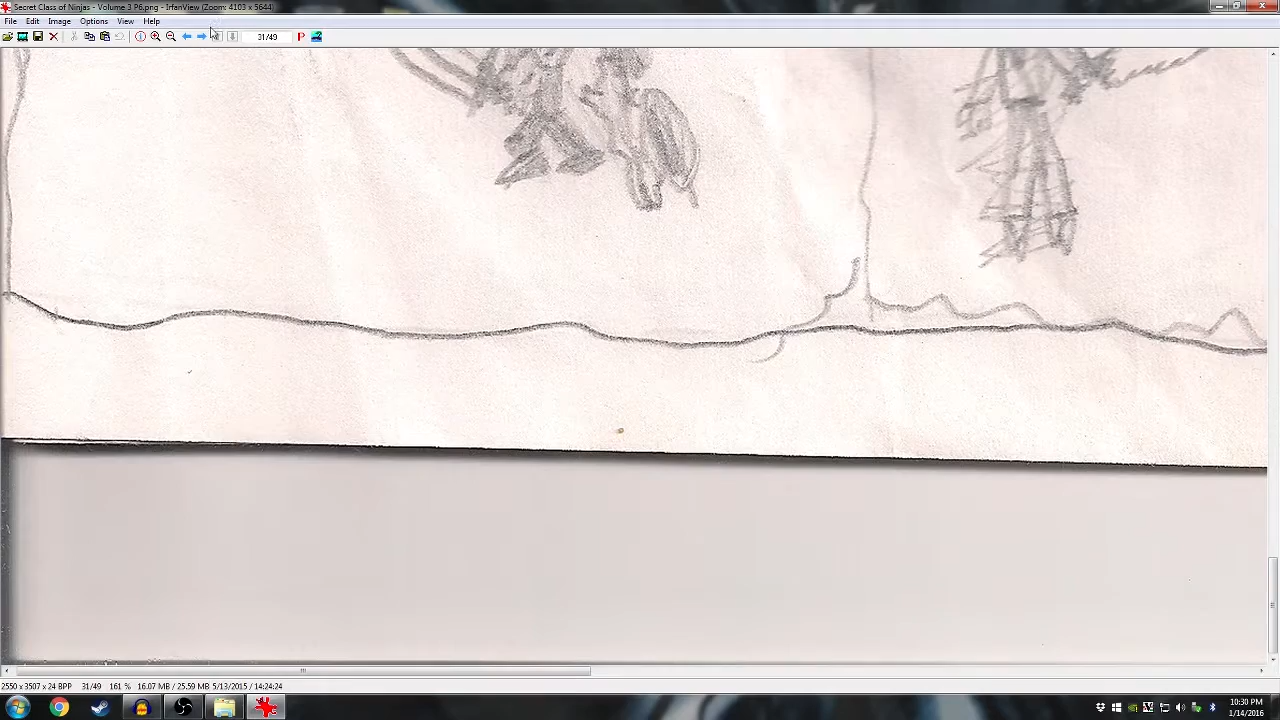 Secret Class of Ninjas - Volume 3 P6.png - IrfanView (Zoom: 4103 x 5644)
File Edit Image Options View Help
31/49
2550 x 3507 x 24 BPP 31/49 161 % 16.07 MB / 25.59 MB 5/13/2015 / 14:24:24
10:30 PM
1/14/2016